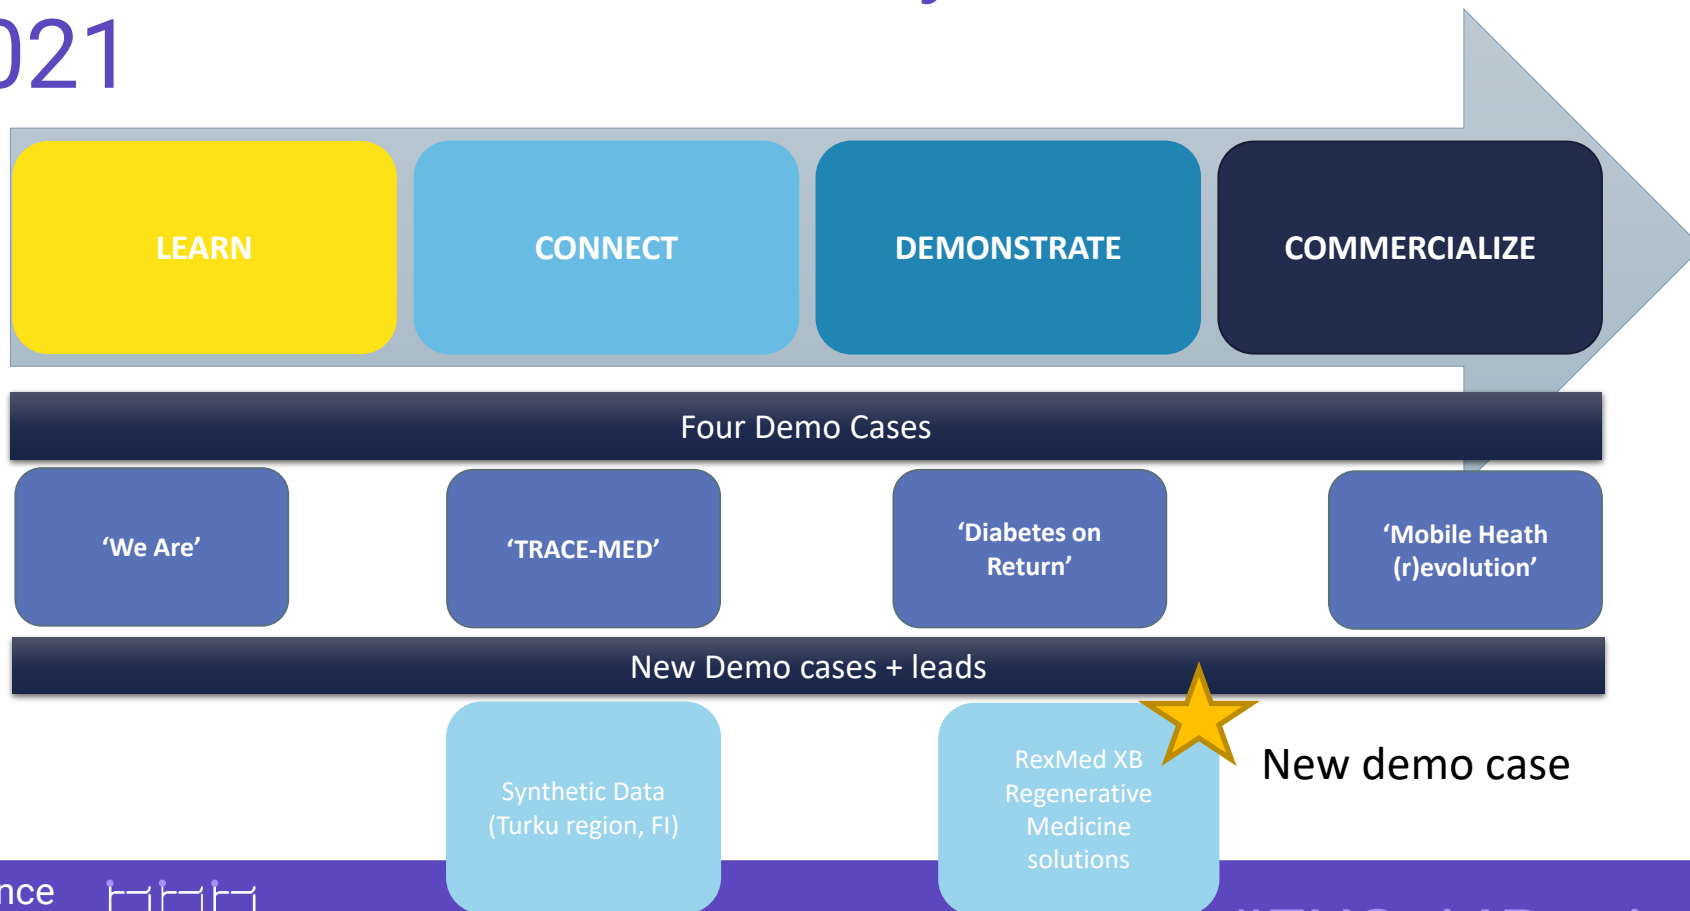 021
LEARN
CONNECT
DEMONSTRATE
COMMERCIALIZE
Four Demo Cases
‘We Are’
‘TRACE-MED’
‘Diabetes on
Return’
‘Mobile Heath
(r)evolution’
New Demo cases + leads
Synthetic Data
(Turku region, FI)
RexMed XB
Regenerative
Medicine
solutions
New demo case
nce